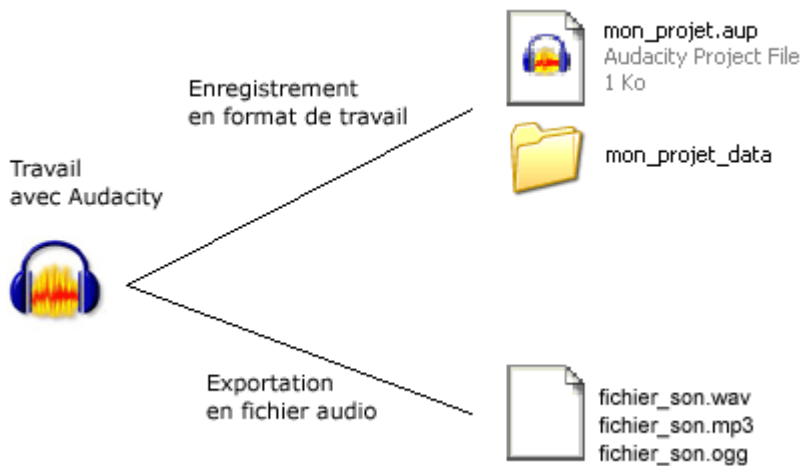 mon_projet.aup
Audacity Project File
1 Ko
Enregistrement
en format de travail
mon_projet_data
Travail
avec Audacity
Exportation
en fichier audio
fichier_son.wav
fichier_son.mp3
fichier_son.ogg